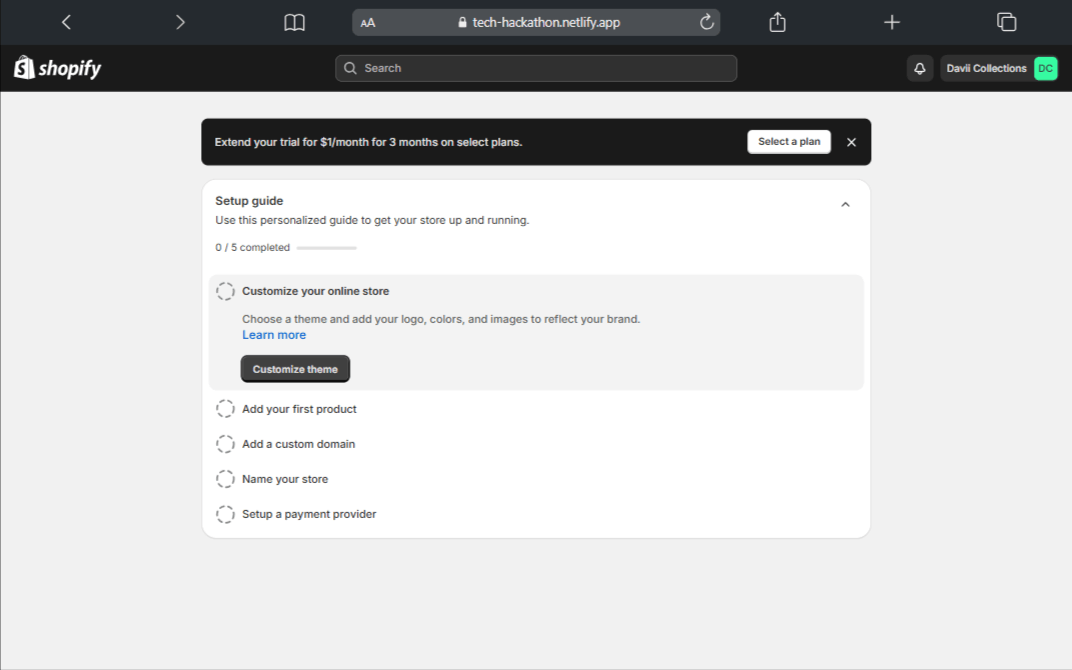 AA
tech-hackathon.netlify.app
shopify
Search
Davii Collections
DC
Extend your trial for $1/month for 3 months on select plans.
Select a plan
Setup guide
Use this personalized guide to get your store up and running.
0 / 5 completed
Customize your online store
Choose a theme and add your logo, colors, and images to reflect your brand.
Learn more
Customize theme
Add your first product
Add a custom domain
Name your store
Setup a payment provider